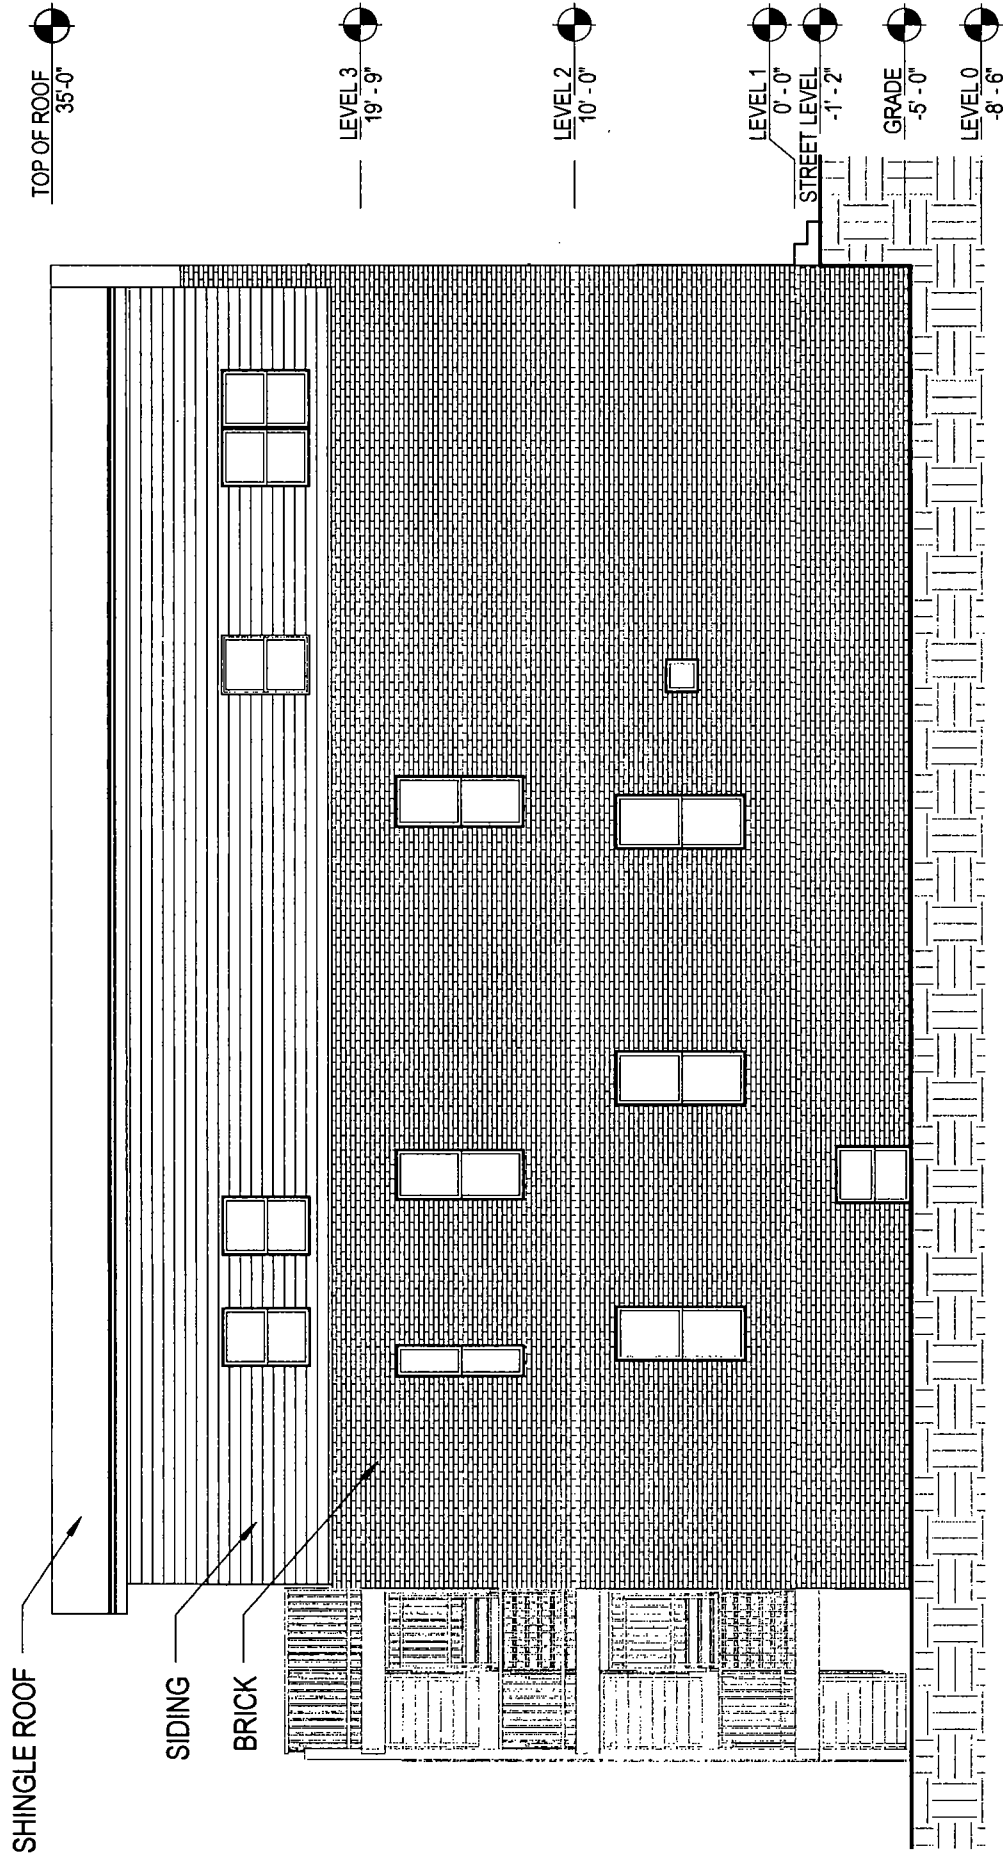 TOP OF ROOF
35'-0"
LEVEL 3
19' - 9"
LEVEL 2
10' - 0"
LEVEL 1
0' - 0"
STREET LEVEL
-1' - 2"
GRADE
-5' - 0"
LEVEL 0
-8' - 6"
SHINGLE ROOF
SIDING
BRICK